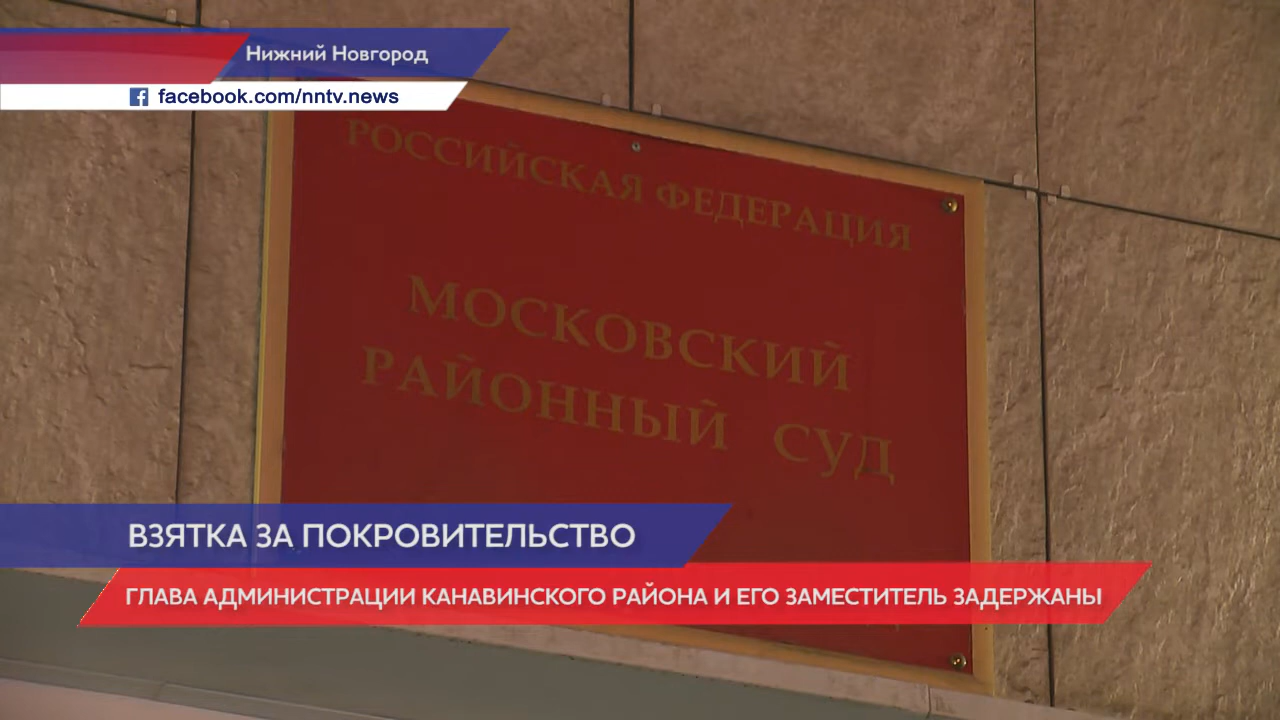 Нижний Новгород
facebook.com/nntv.news
РОССИЙСКАЯ ФЕДЕРАЦИЯ
МОСКОВСКИЙ
РАЙОННЫЙ СУД
ВЗЯТКА ЗА ПОКРОВИТЕЛЬСТВО
ГЛАВА АДМИНИСТРАЦИИ КАНАВИНСКОГО РАЙОНА И ЕГО ЗАМЕСТИТЕЛЬ ЗАДЕРЖАНЫ